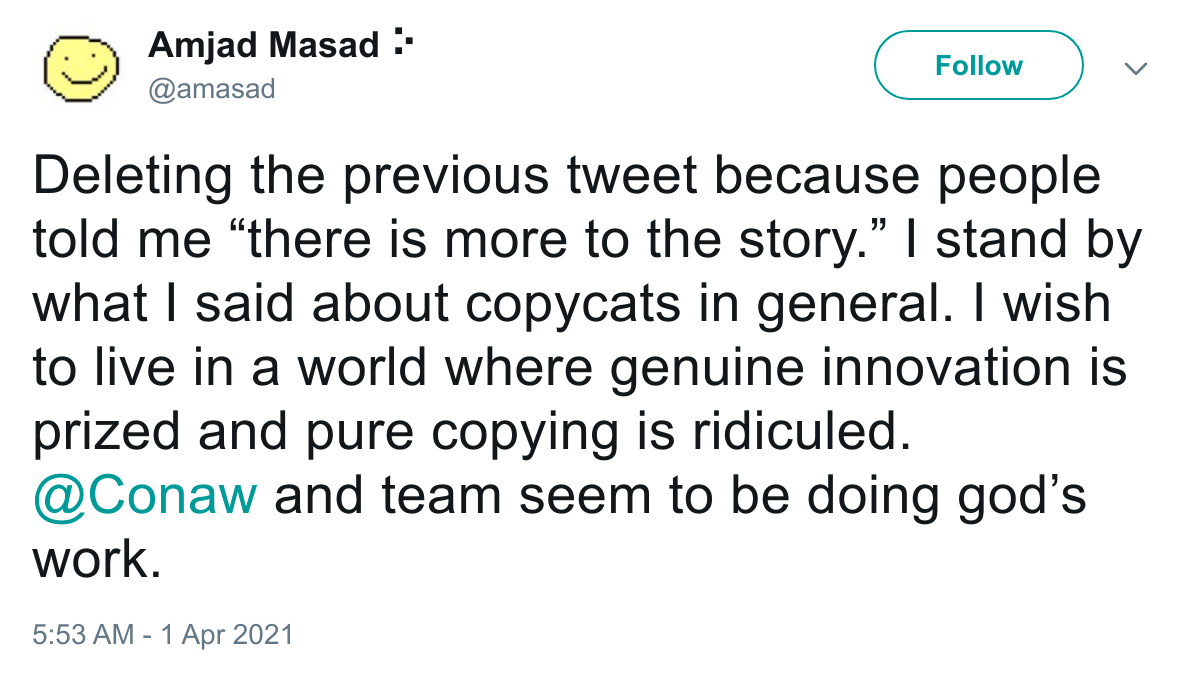 Amjad Masad ⠕
@amasad
Follow
Deleting the previous tweet because people
told me “there is more to the story.” I stand by
what I said about copycats in general. I wish
to live in a world where genuine innovation is
prized and pure copying is ridiculed.
@Conaw and team seem to be doing god’s
work.
5:53 AM - 1 Apr 2021